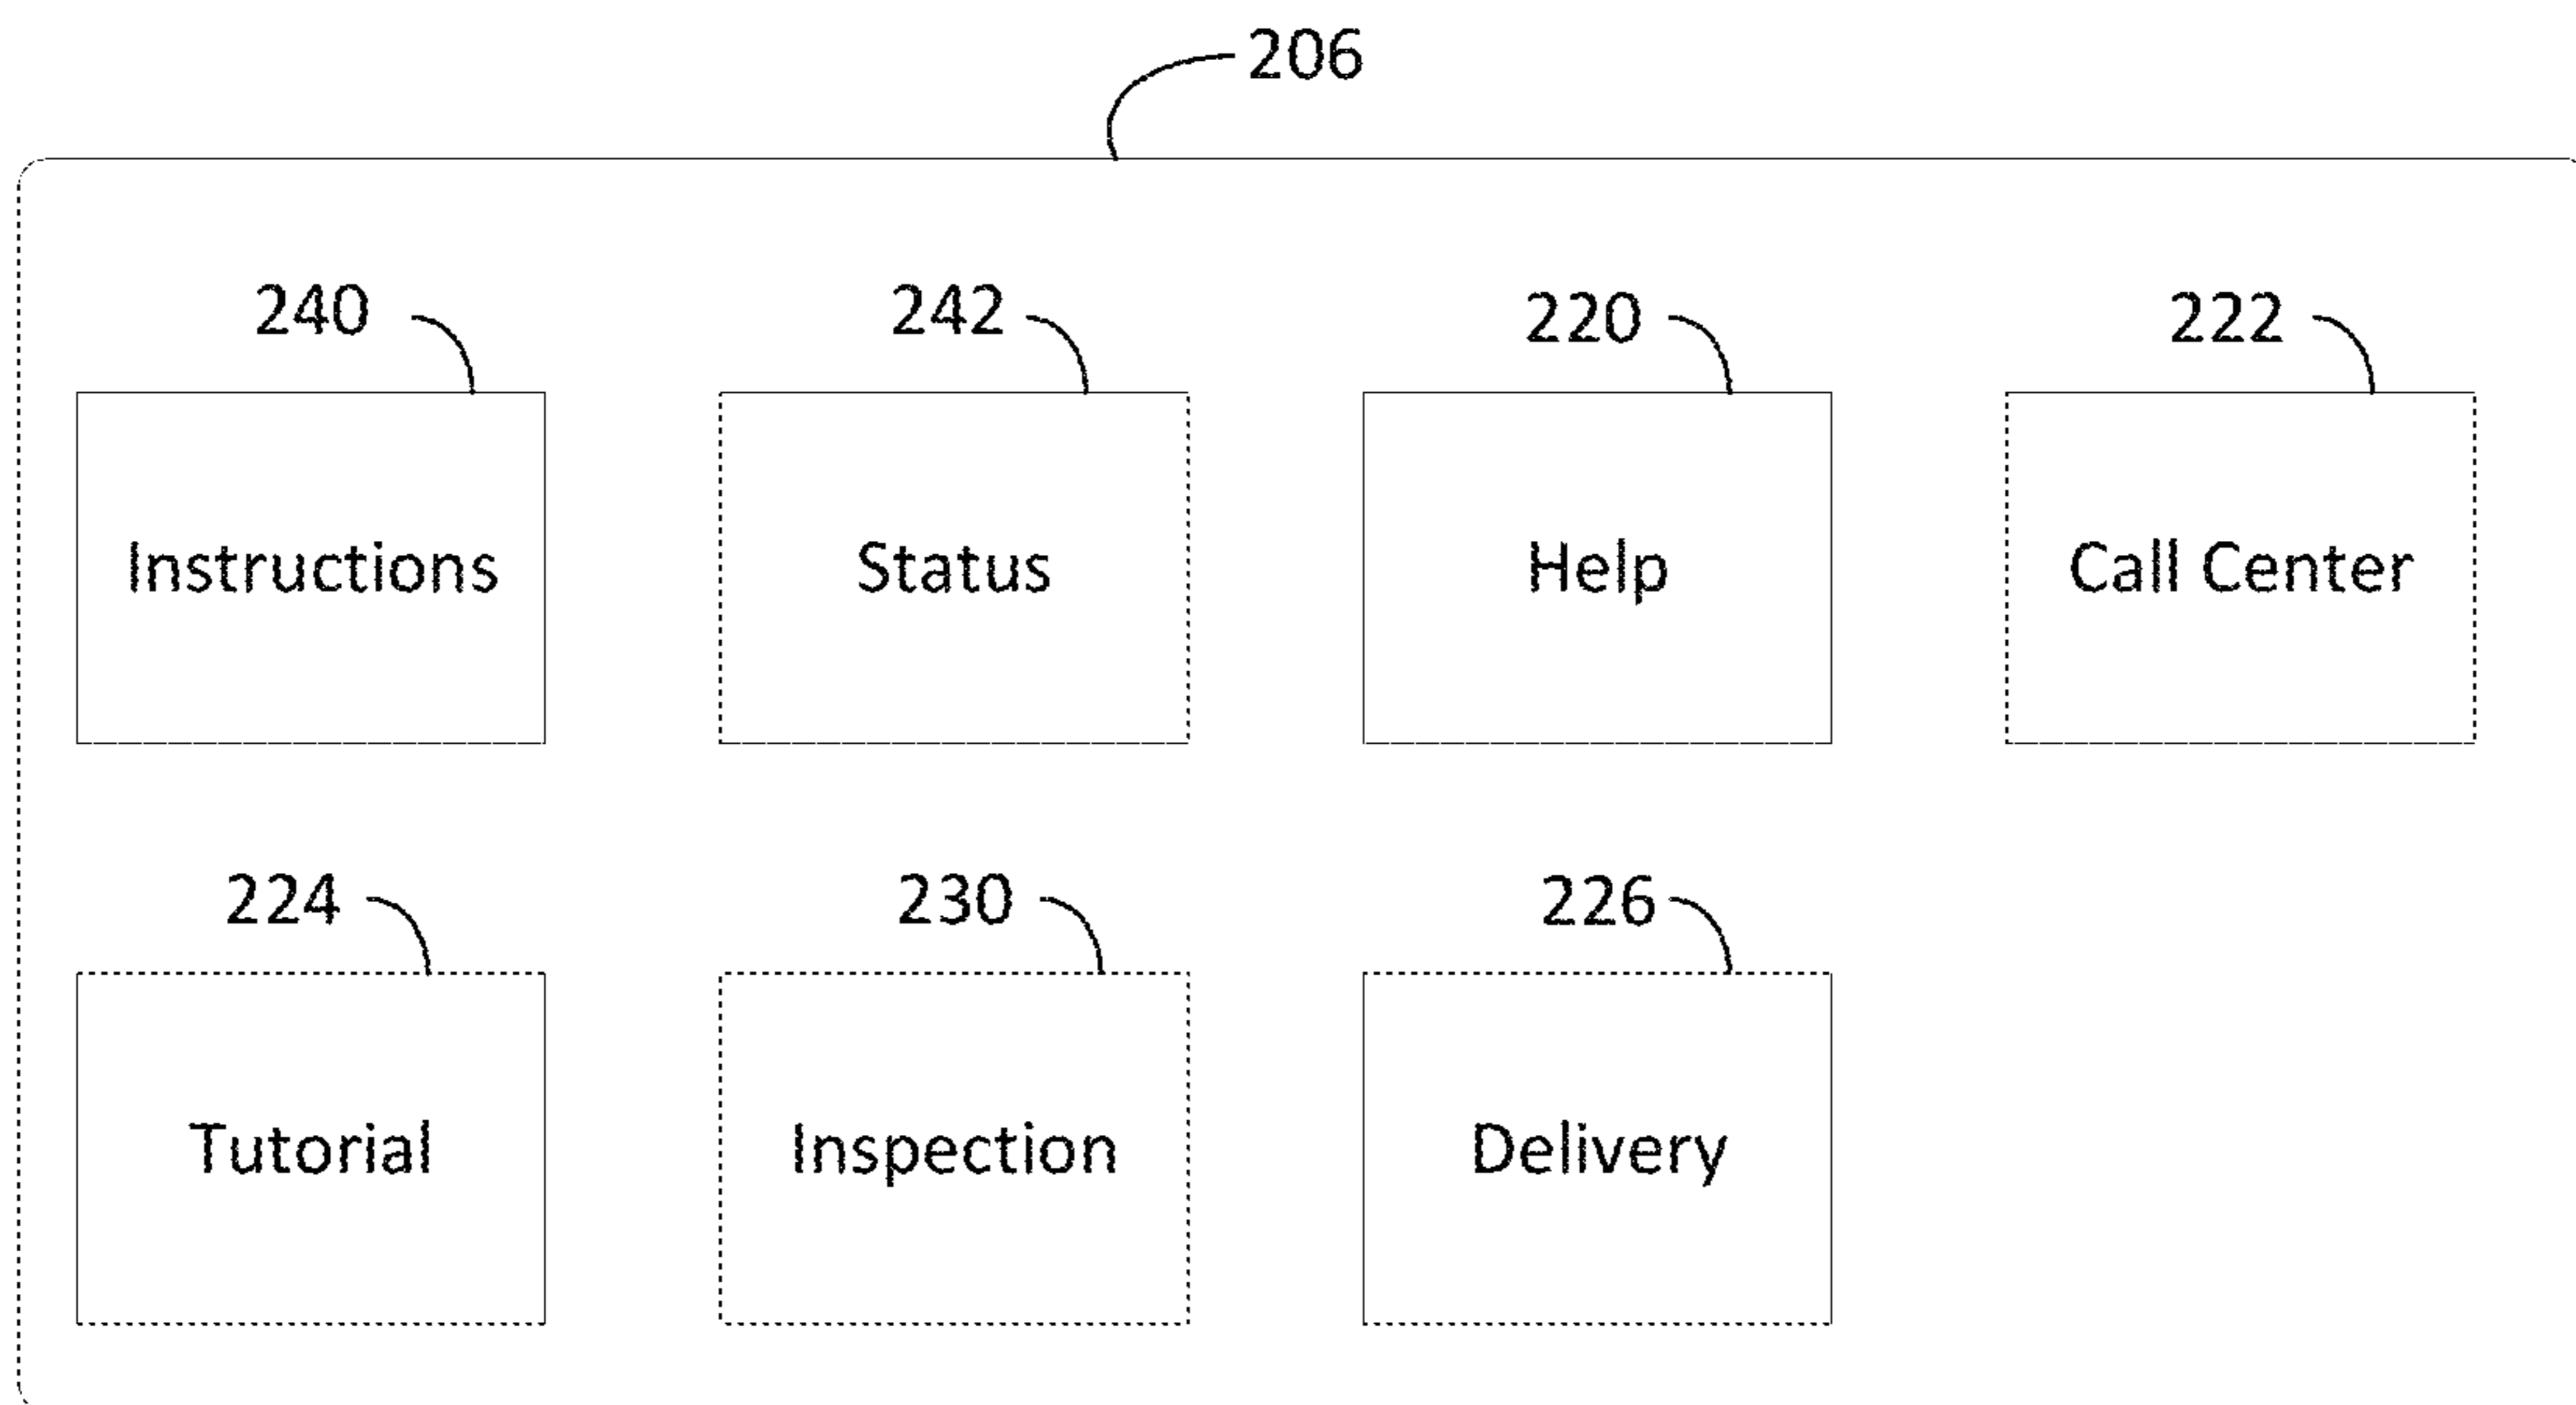 206
240 242 220 222
Instructions Status Help Call Center
224 230 226
Tutorial Inspection Delivery